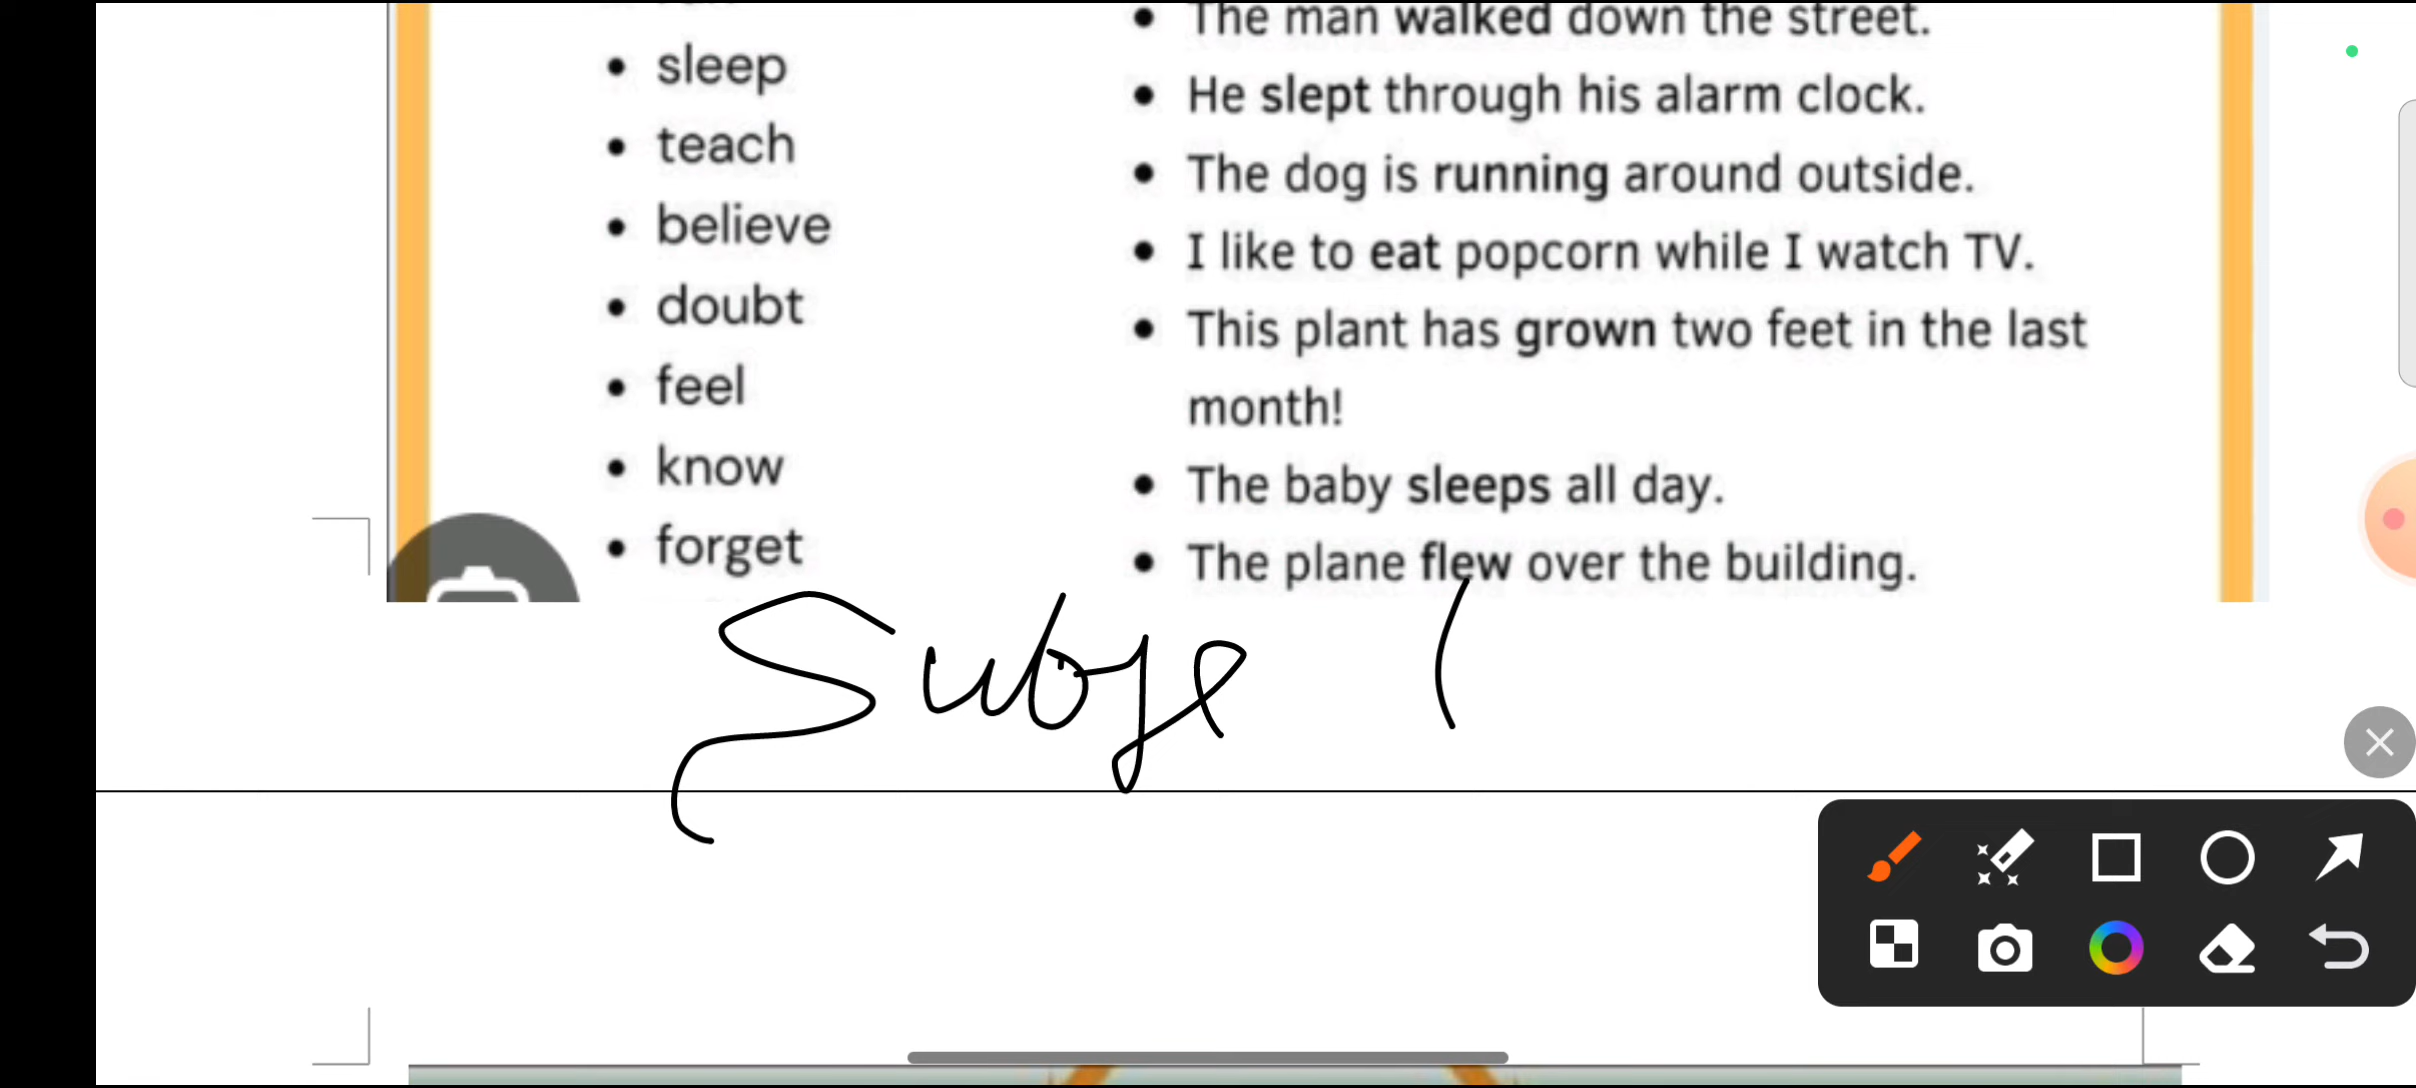 sleep
teach
believe
doubt
feel
know
forget
The man walked down the street.
He slept through his alarm clock.
The dog is running around outside.
I like to eat popcorn while I watch TV.
This plant has grown two feet in the last
month!
The baby sleeps all day.
The plane flew over the building.
Subje (